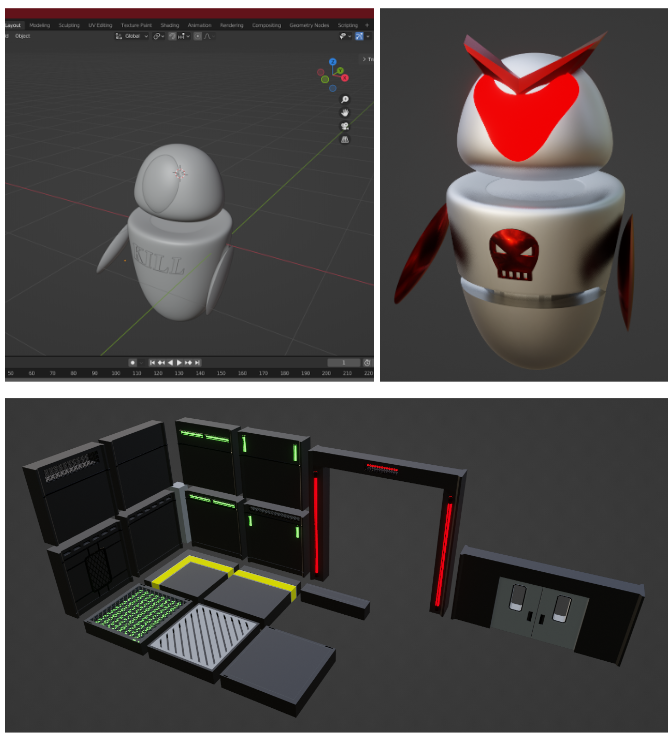 Layout Modeling Sculpting UV Editing Texture Paint Shading Animation Rendering Compositing Geometry Nodes Scripting
Object Global
KILL
1
50 60 70 80 90 100 110 120 130 140 150 160 170 180 190 200 210 220